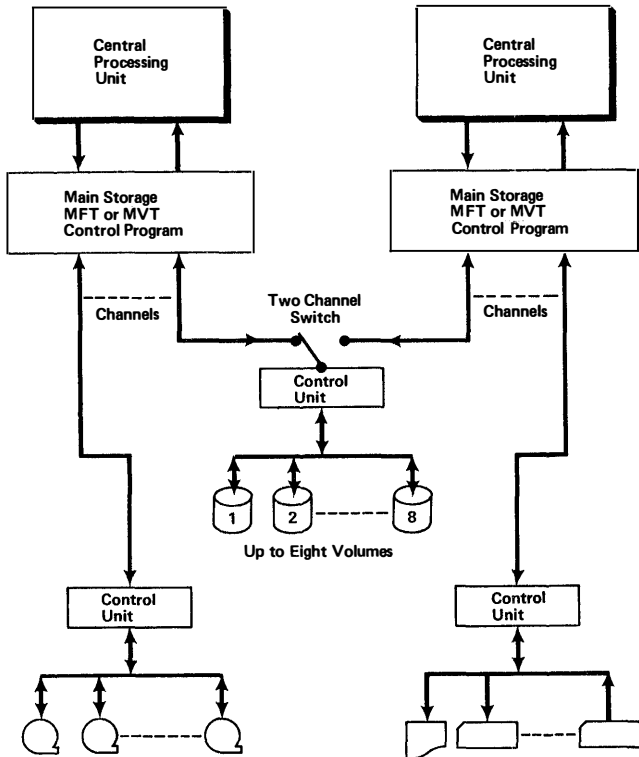 Central
Processing
Unit
Central
Processing
Unit
Main Storage
MFT or MVT
Control Program
Main Storage
MFT or MVT
Control Program
Channels
Two Channel
Switch
Channels
Control
Unit
1
2
8
Up to Eight Volumes
Control
Unit
Control
Unit